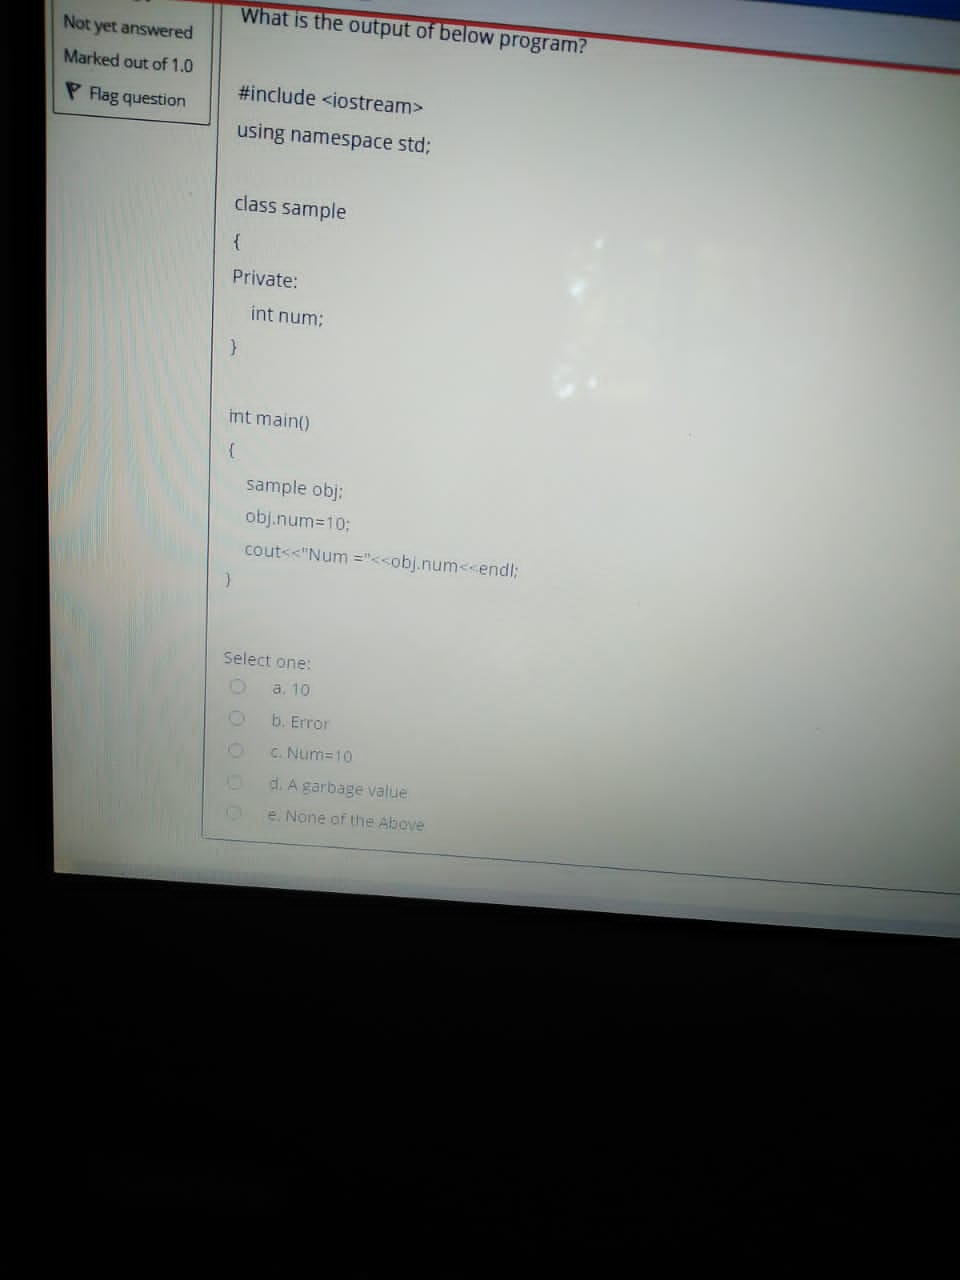 Not yet answered
Marked out of 1.0
Flag question
What is the output of below program?
#include <iostream>
using namespace std;
class sample
{
Private:
int num;
}
int main()
{
sample obj;
obj.num=10;
cout<<"Num ="<<obj.num<<endl;
}
Select one:
a. 10
b. Error
c. Num=10
d. A garbage value
e. None of the Above